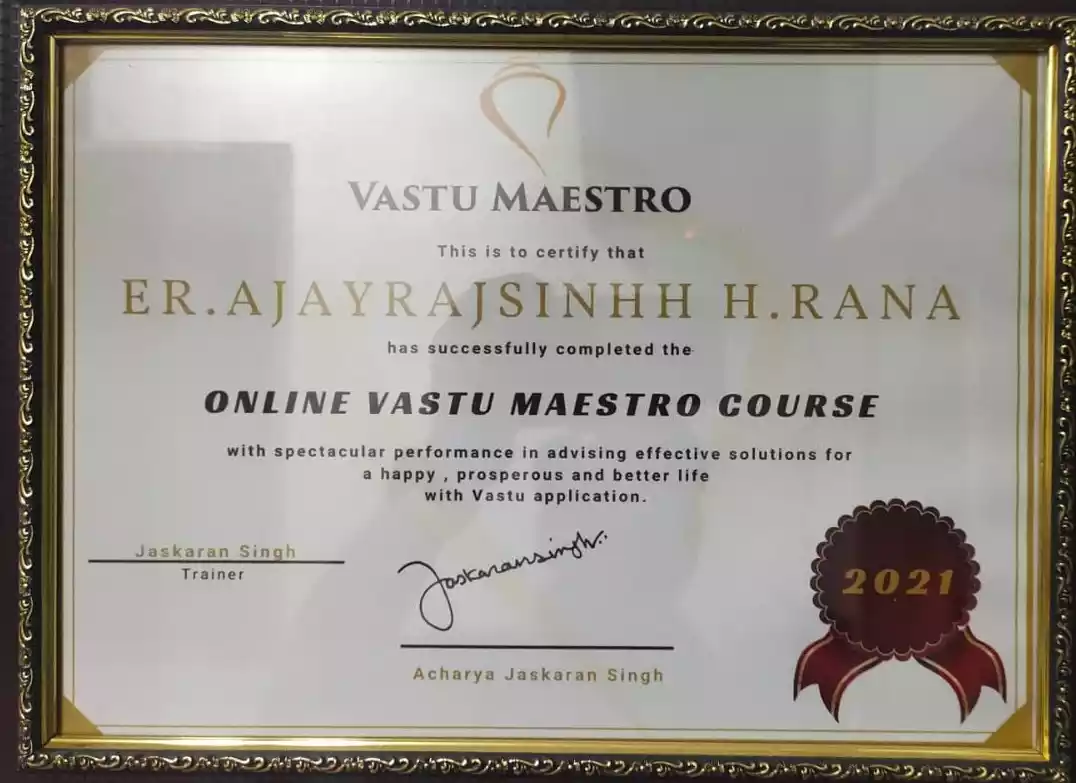 VASTU MAESTRO
This is to certify that
ER.AJAYRAJSINHH H.RANA
has successfully completed the
ONLINE VASTU MAESTRO COURSE
with spectacular performance in advising effective solutions for
a happy , prosperous and better life
with Vastu application.
Jaskaran Singh
Trainer
Jaskaransingh
Acharya Jaskaran Singh
2021